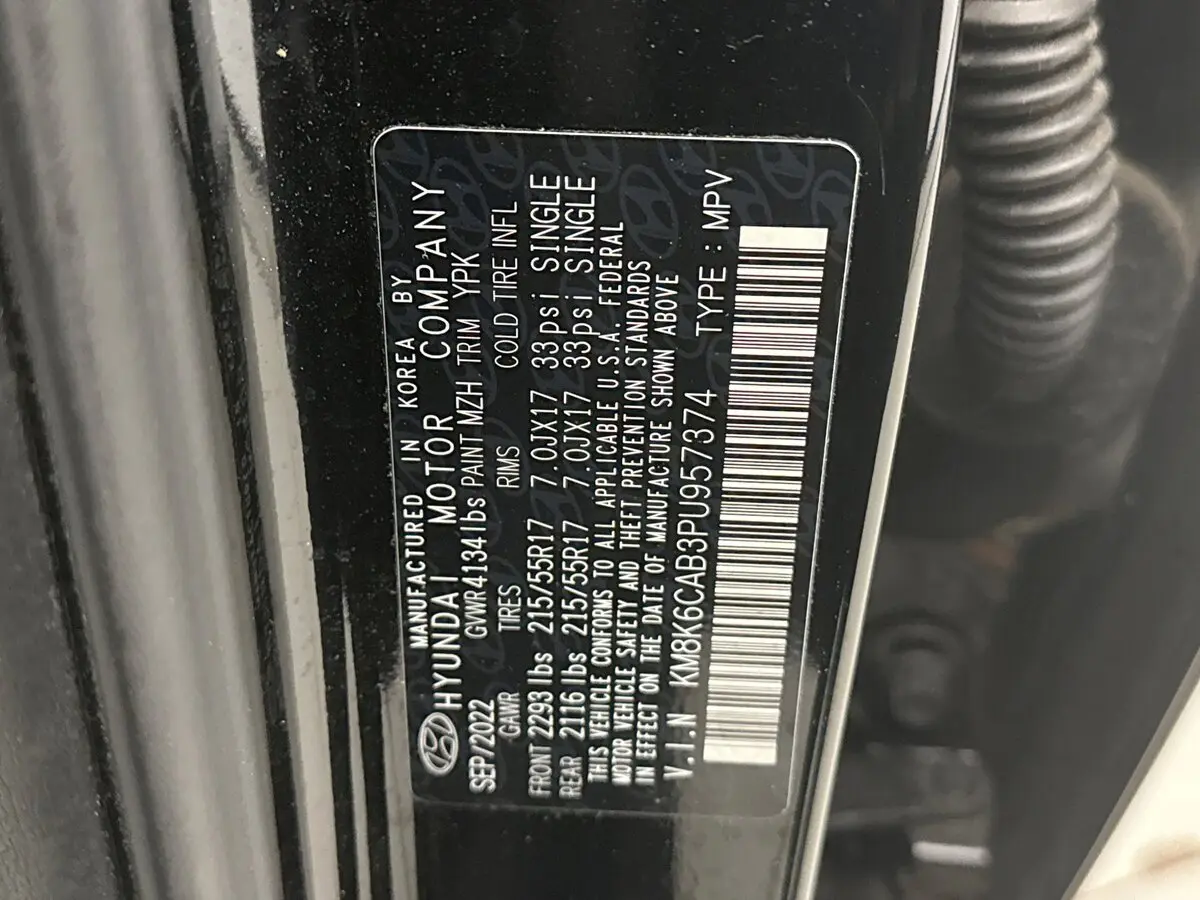 MANUFACTURED IN KOREA BY
HYUNDAI MOTOR COMPANY
SEP/2022 GVWR4134lbs PAINT MZH TRIM YPK
GAWR TIRES RIMS COLD TIRE INFL
FRONT 2293 lbs 215/55R17 7.0JX17 33psi SINGLE
REAR 2116 lbs 215/55R17 7.0JX17 33psi SINGLE
THIS VEHICLE CONFORMS TO ALL APPLICABLE U.S.A. FEDERAL
MOTOR VEHICLE SAFETY AND THEFT PREVENTION STANDARDS
IN EFFECT ON THE DATE OF MANUFACTURE SHOWN ABOVE
V.I.N KM8K6CAB3PU957374 TYPE : MPV